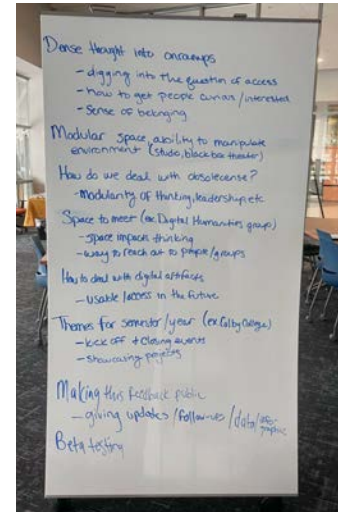 Dense thought into onramps
- digging into the question of access
- how to get people curious/interested
- Sense of belonging
Modular space, ability to manipulate
environment (studio, black box theater)
How do we deal with obsolecense?
- Modularity of thinking, leadership, etc
Space to meet (ex Digital Humanities group)
- space impacts thinking
- way to reach out to people/groups
How to deal with digital artifacts
- usable/access in the future
Themes for semester/year (ex Colby College)
- kick off + closing events
- showcasing projects
Making this feedback public
- giving updates/follow-ups/data/info-
graphic
Beta testing